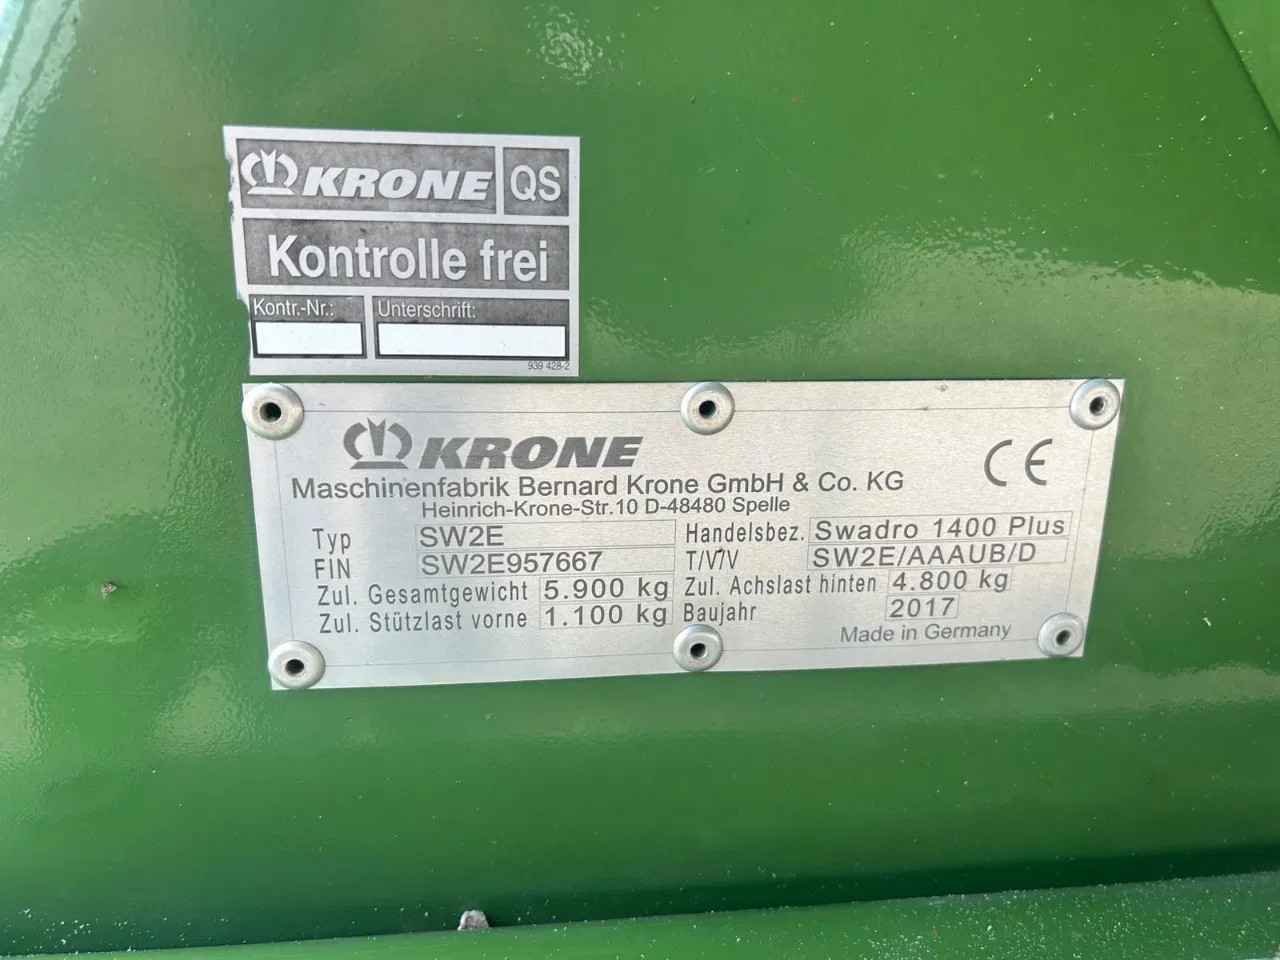 KRONE QS
Kontrolle frei
Kontr.-Nr.: Unterschrift:
939 428-2
KRONE
CE
Maschinenfabrik Bernard Krone GmbH & Co. KG
Heinrich-Krone-Str.10 D-48480 Spelle
Typ SW2E Handelsbez. Swadro 1400 Plus
FIN SW2E957667 T/V/V SW2E/AAAUB/D
Zul. Gesamtgewicht 5.900 kg Zul. Achslast hinten 4.800 kg
Zul. Stützlast vorne 1.100 kg Baujahr 2017
Made in Germany